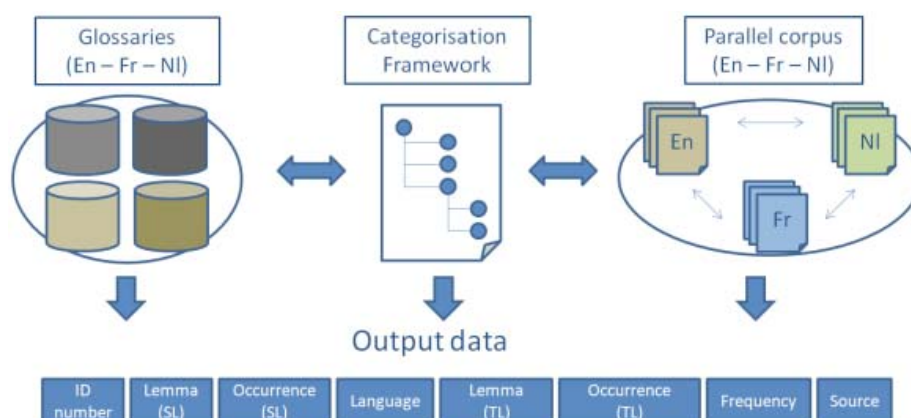 Glossaries
(En – Fr – Nl)
Categorisation
Framework
Parallel corpus
(En – Fr – Nl)
En
Nl
Fr
Output data
ID
number
Lemma
(SL)
Occurrence
(SL)
Language
Lemma
(TL)
Occurrence
(TL)
Frequency
Source